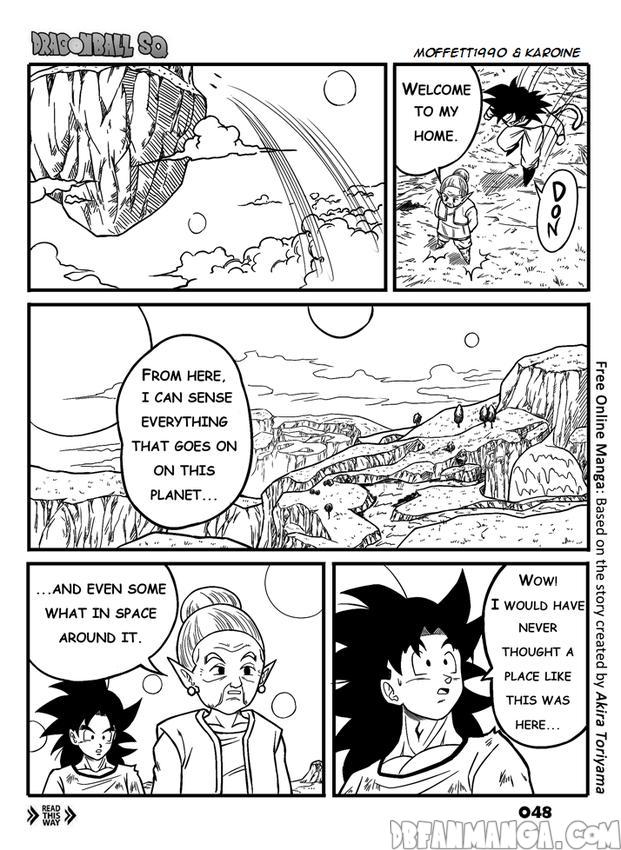 DRAGONBALL SQ
MOFFETT1990 & KAROINE
WELCOME
TO MY
HOME.
DON
FROM HERE,
I CAN SENSE
EVERYTHING
THAT GOES ON
ON THIS
PLANET...
...AND EVEN SOME
WHAT IN SPACE
AROUND IT.
WOW!
I WOULD HAVE
NEVER
THOUGHT A
PLACE LIKE
THIS WAS
HERE...
Free Online Manga: Based on the story created by Akira Toriyama
READ
THIS
WAY
048
DBFANMANGA.COM